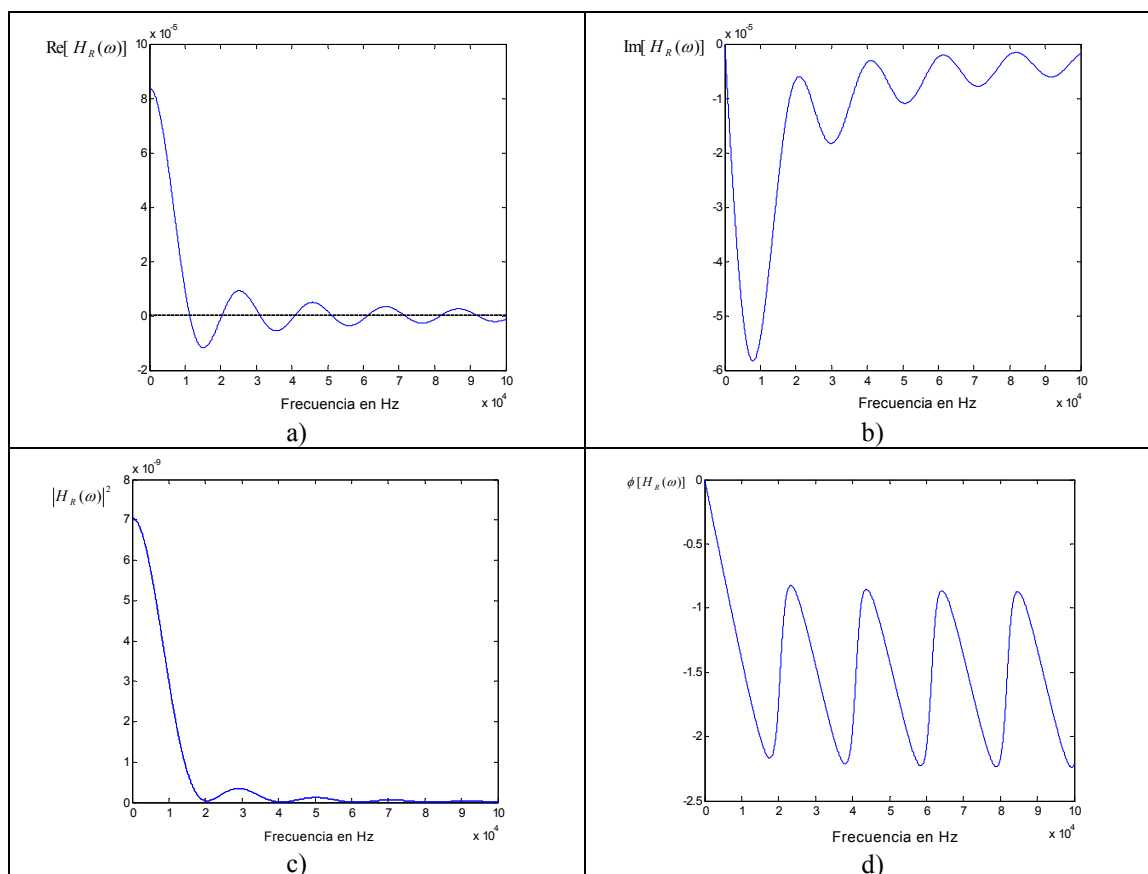 Re[ H_R(ω)]
x 10^-5
10
8
6
4
2
0
-2
0 1 2 3 4 5 6 7 8 9 10
x 10^4
Frecuencia en Hz
a)
Im[ H_R(ω)]
x 10^-5
0
-1
-2
-3
-4
-5
-6
0 1 2 3 4 5 6 7 8 9 10
x 10^4
Frecuencia en Hz
b)
|H_R(ω)|^2
x 10^-9
8
7
6
5
4
3
2
1
0
0 1 2 3 4 5 6 7 8 9 10
x 10^4
Frecuencia en Hz
c)
ϕ[H_R(ω)]
0
-0.5
-1
-1.5
-2
-2.5
0 1 2 3 4 5 6 7 8 9 10
x 10^4
Frecuencia en Hz
d)